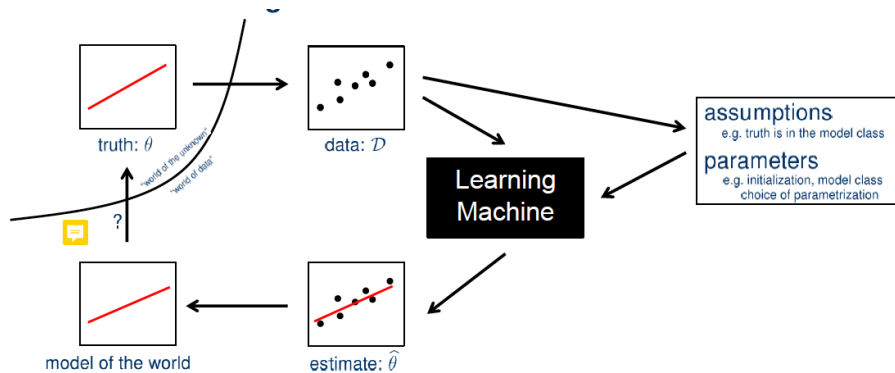 truth: θ
data: 𝒟
"world of the unknown"
"world of data"
?
assumptions
e.g. truth is in the model class
parameters
e.g. initialization, model class
choice of parametrization
Learning
Machine
model of the world
estimate: θ̂